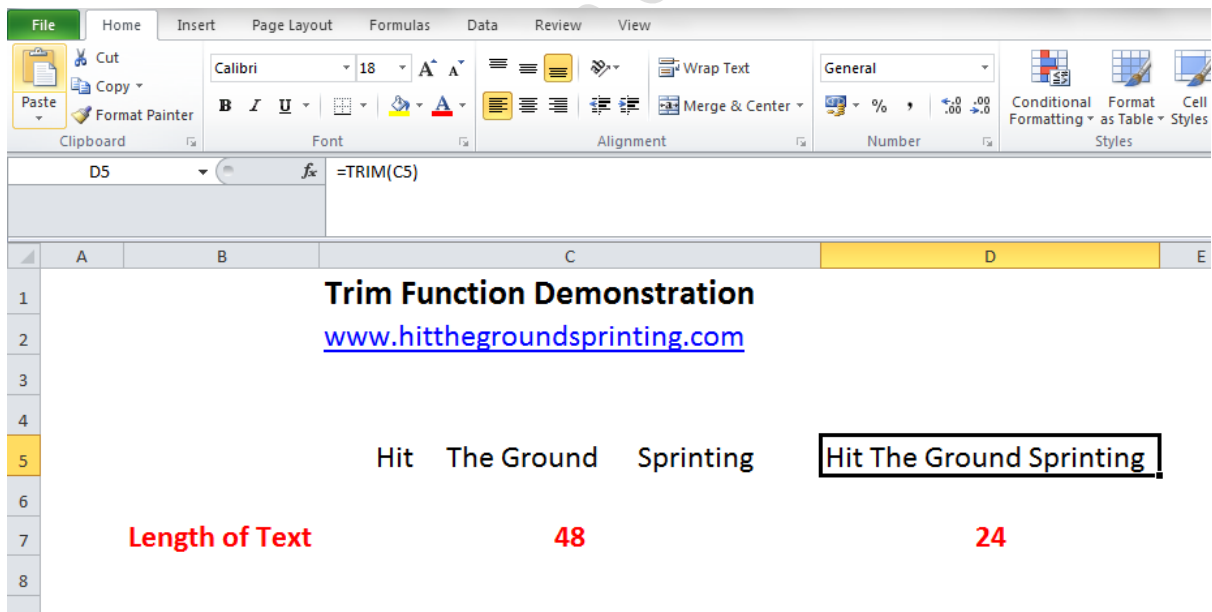 File Home Insert Page Layout Formulas Data Review View
Cut
Copy
Format Painter
Paste
Calibri 18 A A
Wrap Text
General
B I U A
Merge & Center
% , .00 .0
Conditional Formatting
Format as Table
Cell Styles
Clipboard Font Alignment Number Styles
D5 fx =TRIM(C5)
A B C D E
1 Trim Function Demonstration
2 www.hitthegroundsprinting.com
3
4
5 Hit The Ground Sprinting Hit The Ground Sprinting
6
7 Length of Text 48 24
8